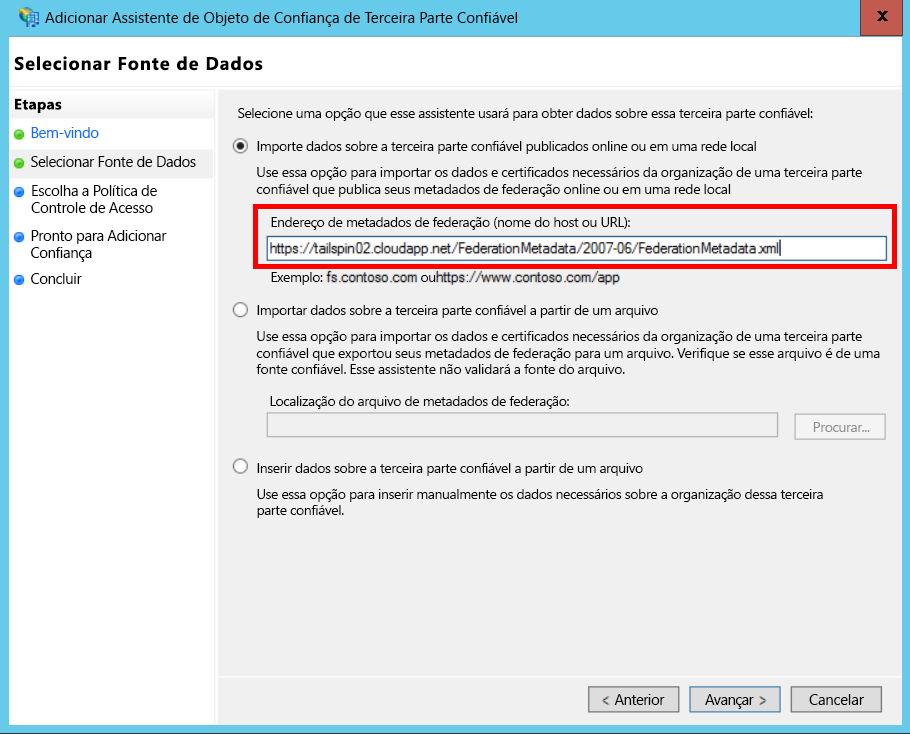 Adicionar Assistente de Objeto de Confiança de Terceira Parte Confiável
x
Selecionar Fonte de Dados
Etapas
Bem-vindo
Selecionar Fonte de Dados
Escolha a Política de
Controle de Acesso
Pronto para Adicionar
Confiança
Concluir
Selecione uma opção que esse assistente usará para obter dados sobre essa terceira parte confiável:
Importe dados sobre a terceira parte confiável publicados online ou em uma rede local
Use essa opção para importar os dados e certificados necessários da organização de uma terceira parte
confiável que publica seus metadados de federação online ou em uma rede local
Endereço de metadados de federação (nome do host ou URL):
https://tailspin02.cloudapp.net/FederationMetadata/2007-06/FederationMetadata.xml
Exemplo: fs.contoso.com ouhttps://www.contoso.com/app
Importar dados sobre a terceira parte confiável a partir de um arquivo
Use essa opção para importar os dados e certificados necessários da organização de uma terceira parte
confiável que exportou seus metadados de federação para um arquivo. Verifique se esse arquivo é de uma
fonte confiável. Esse assistente não validará a fonte do arquivo.
Localização do arquivo de metadados de federação:
Procurar...
Inserir dados sobre a terceira parte confiável a partir de um arquivo
Use essa opção para inserir manualmente os dados necessários sobre a organização dessa terceira
parte confiável.
< Anterior
Avançar >
Cancelar